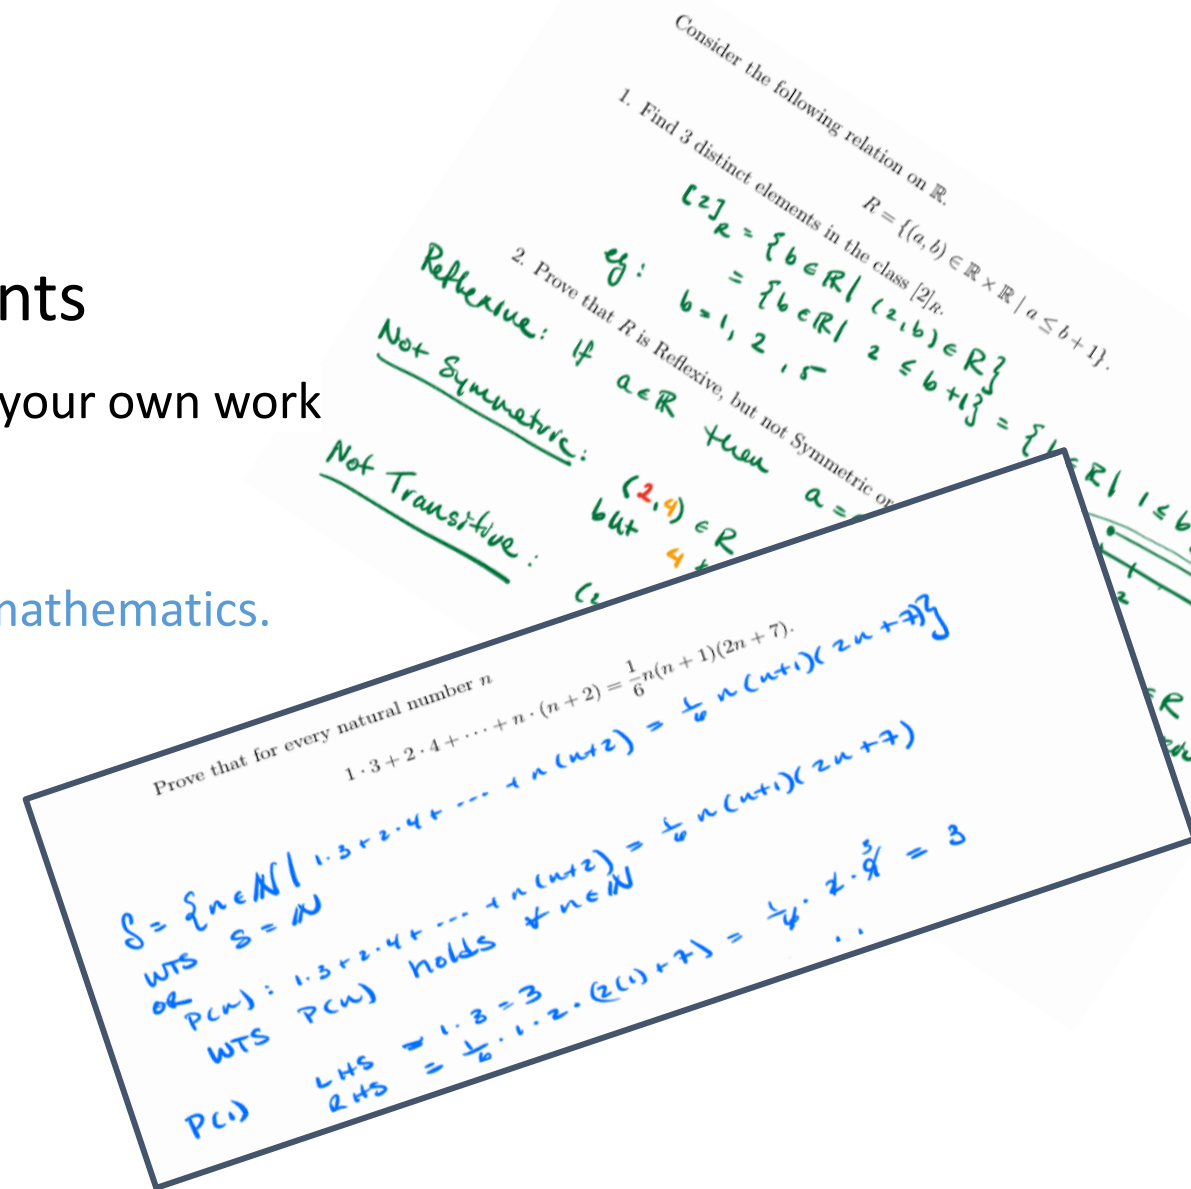 nts
your own work
mathematics.
Consider the following relation on ℝ.
R = {(a, b) ∈ ℝ × ℝ | a ≤ b + 1}.
1. Find 3 distinct elements in the class [2]R.
[2]R = {b ∈ ℝ | (2,b) ∈ R}
= {b ∈ ℝ | 2 ≤ b+1} = { ∈ ℝ | 1 ≤ b
eg: b = 1, 2, 5
2. Prove that R is Reflexive, but not Symmetric or
Reflexive: If a ∈ ℝ then a =
Not Symmetric: (2,4) ∈ R
but 4
Not Transitive: (2
2
∈ R
Prove that for every natural number n
1 · 3 + 2 · 4 + ··· + n · (n + 2) = 1/6 n(n + 1)(2n + 7).
S = {n ∈ ℕ | 1·3 + 2·4 + ··· + n(n+2) = 1/6 n(n+1)(2n+7)}
WTS S = ℕ
OR
P(n) : 1·3 + 2·4 + ··· + n(n+2) = 1/6 n(n+1)(2n+7)
WTS P(n) holds ∀ n ∈ ℕ
P(1) LHS = 1·3 = 3
RHS = 1/6 · 1 · 2 · (2(1)+7) = 1/6 · 2 · 9 3 = 3